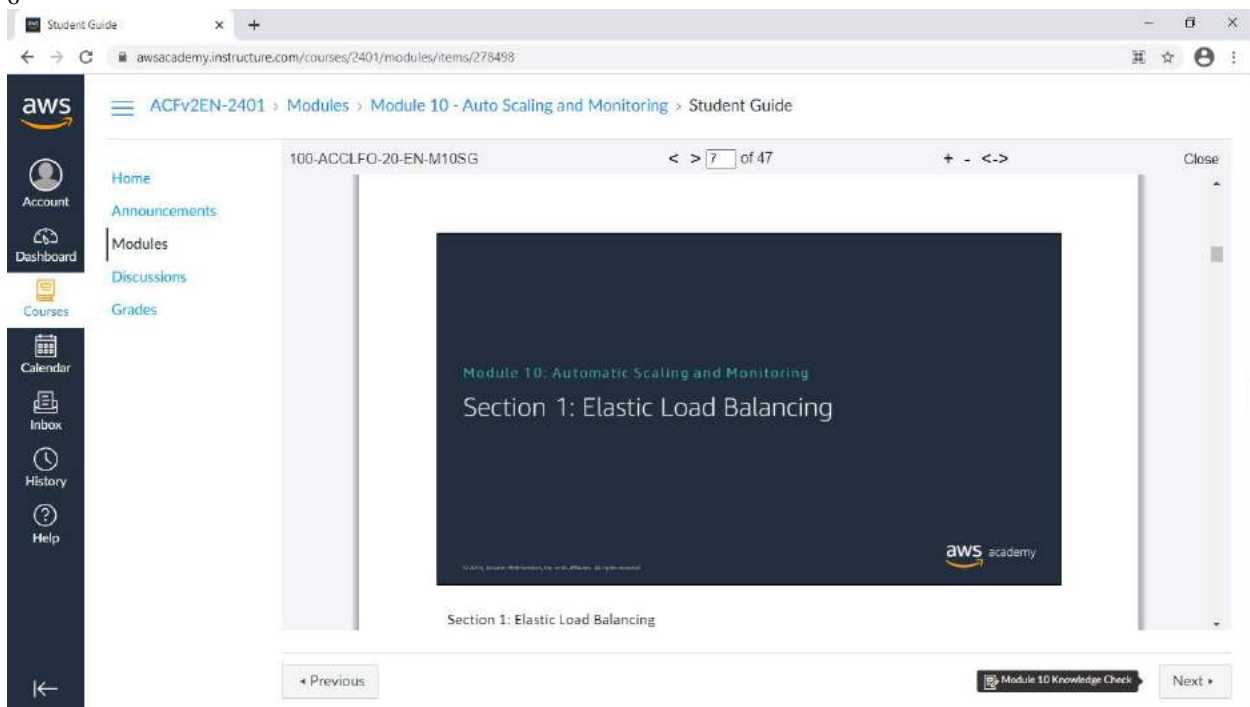 Student Guide
awsacademy.instructure.com/courses/2401/modules/items/278498
aws
ACFv2EN-2401 › Modules › Module 10 - Auto Scaling and Monitoring › Student Guide
Account
Dashboard
Courses
Calendar
Inbox
History
Help
Home
Announcements
Modules
Discussions
Grades
100-ACCLFO-20-EN-M10SG
< > 7 of 47
+ - <->
Close
Module 10: Automatic Scaling and Monitoring
Section 1: Elastic Load Balancing
aws academy
Section 1: Elastic Load Balancing
◂ Previous
Module 10 Knowledge Check
Next ▸